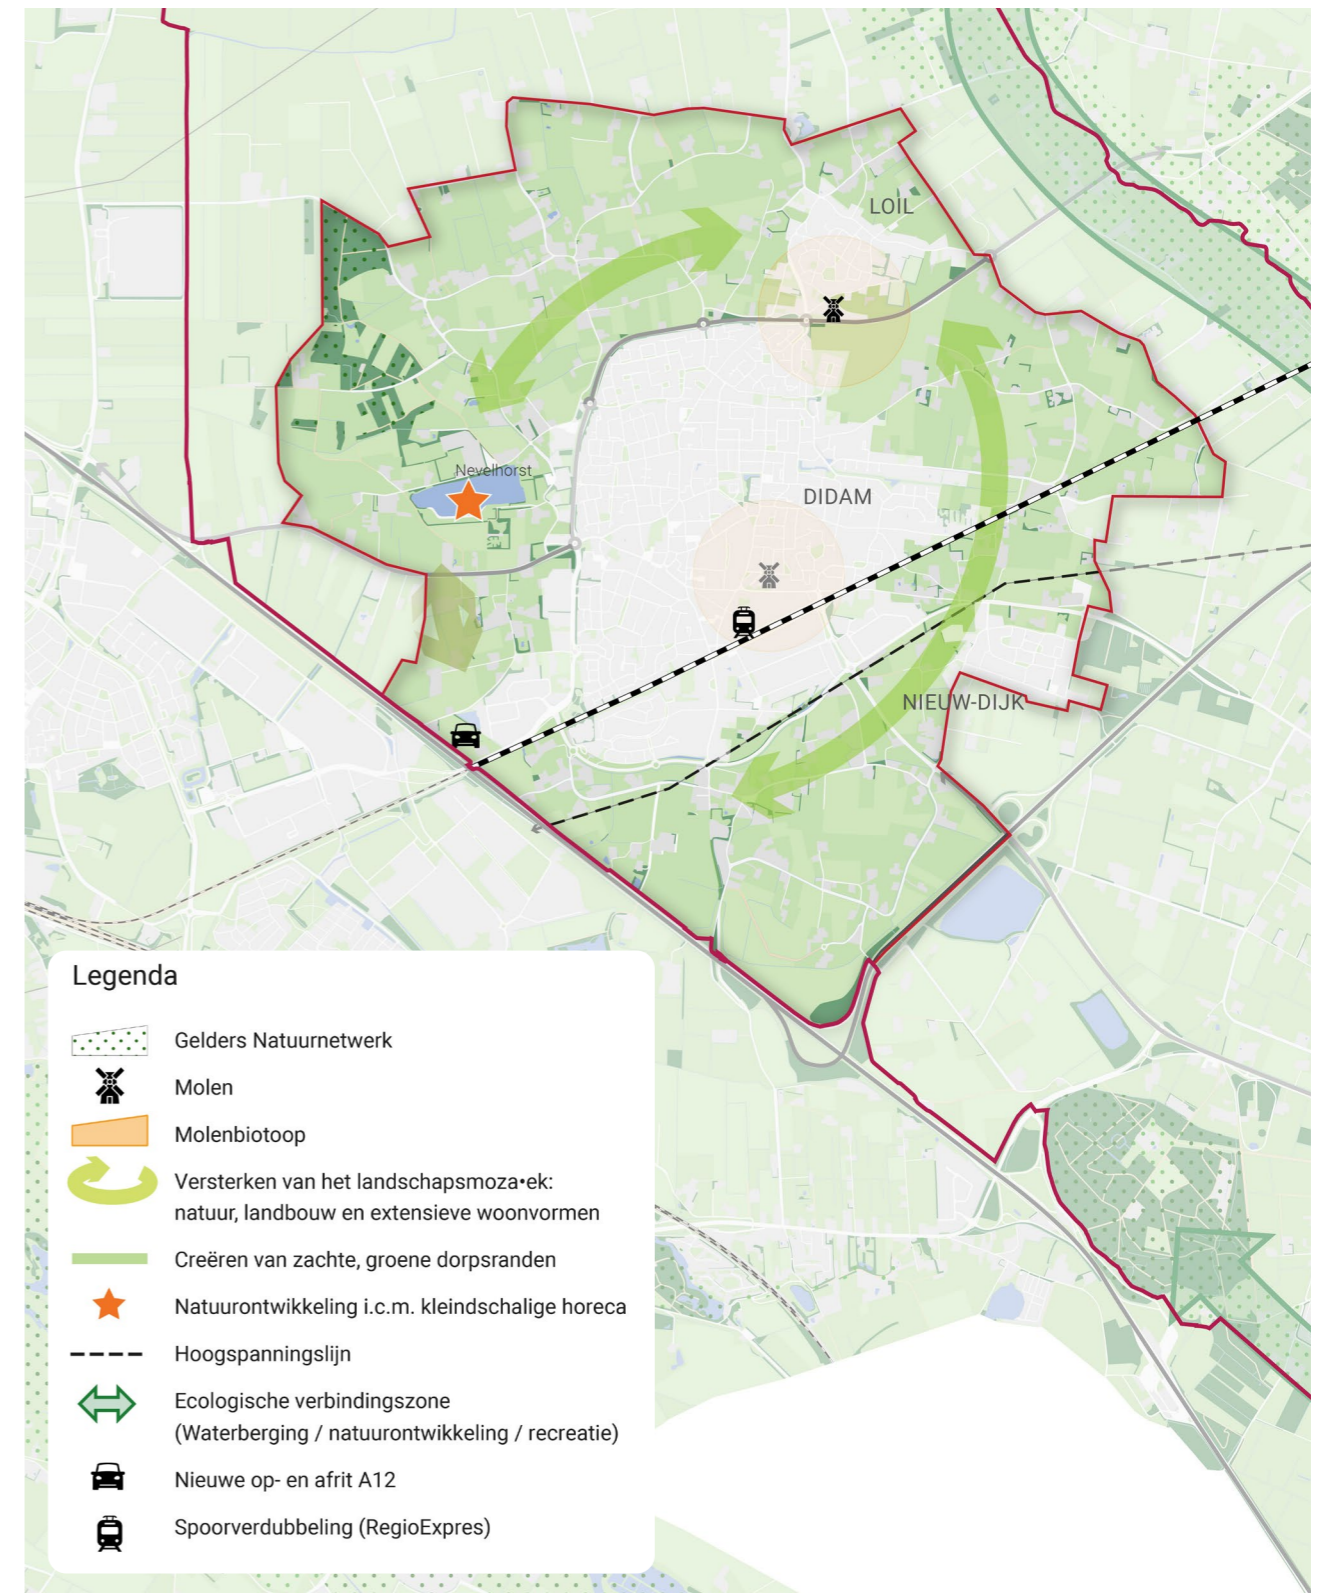 LOIL
Nevelhorst
DIDAM
NIEUW-DIJK
Legenda
Gelders Natuurnetwerk
Molen
Molenbiotoop
Versterken van het landschapsmoza•ek:
natuur, landbouw en extensieve woonvormen
Creëren van zachte, groene dorpsranden
Natuurontwikkeling i.c.m. kleindschalige horeca
Hoogspanningslijn
Ecologische verbindingszone
(Waterberging / natuurontwikkeling / recreatie)
Nieuwe op- en afrit A12
Spoorverdubbeling (RegioExpres)